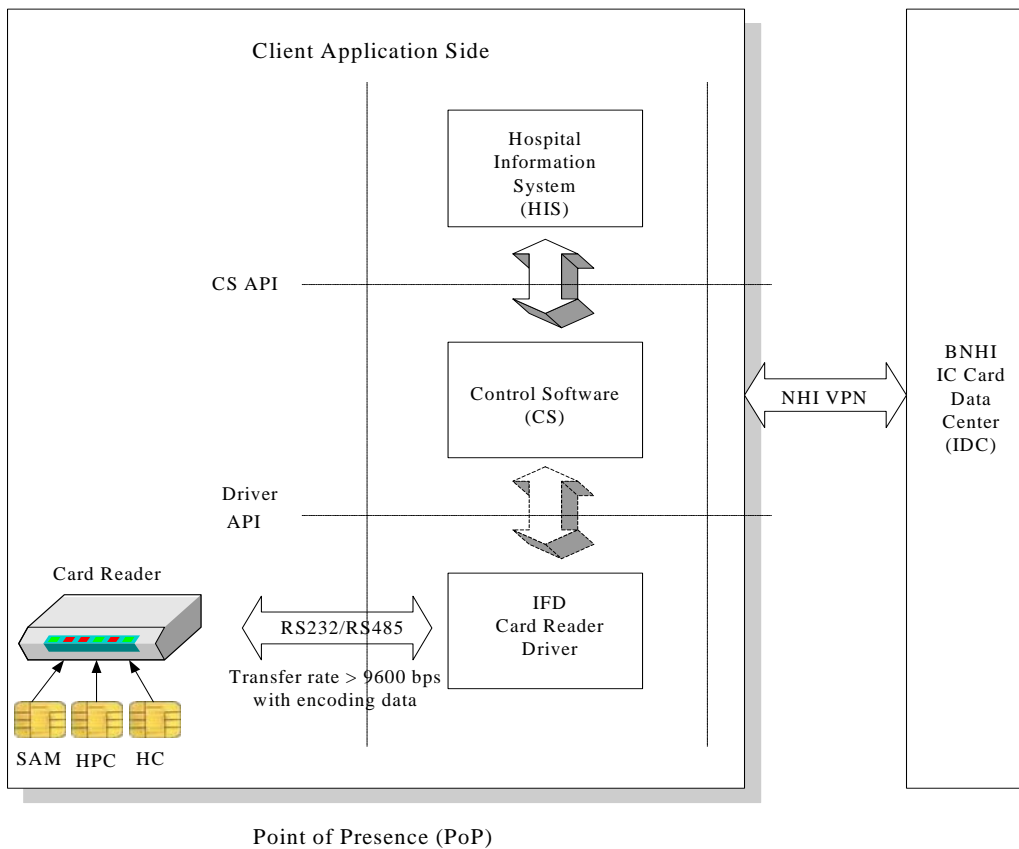 Client Application Side
Hospital
Information
System
(HIS)
CS API
Control Software
(CS)
NHI VPN
BNHI
IC Card
Data
Center
(IDC)
Driver
API
Card Reader
RS232/RS485
IFD
Card Reader
Driver
Transfer rate > 9600 bps
with encoding data
SAM
HPC
HC
Point of Presence (PoP)